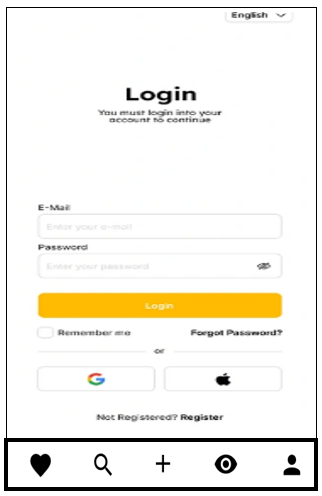 English
Login
You must login into your
account to continue
E-Mail
Enter your e-mail
Password
Enter your password
Login
Remember me Forgot Password?
or
Not Registered? Register